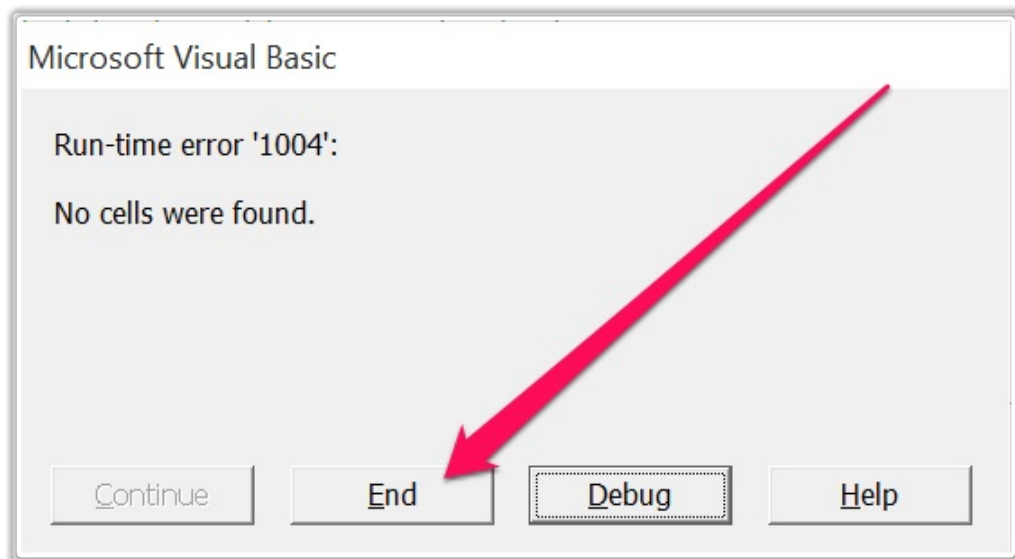 Microsoft Visual Basic
Run-time error '1004':
No cells were found.
Continue End Debug Help